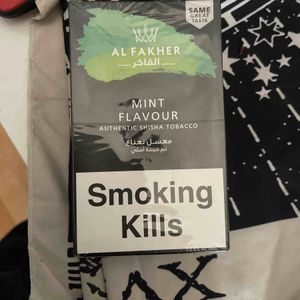 SAME
GREAT
TASTE
AL FAKHER
الفاخر
MINT
FLAVOUR
AUTHENTIC SHISHA TOBACCO
معسل نعناع
Smoking
Kills